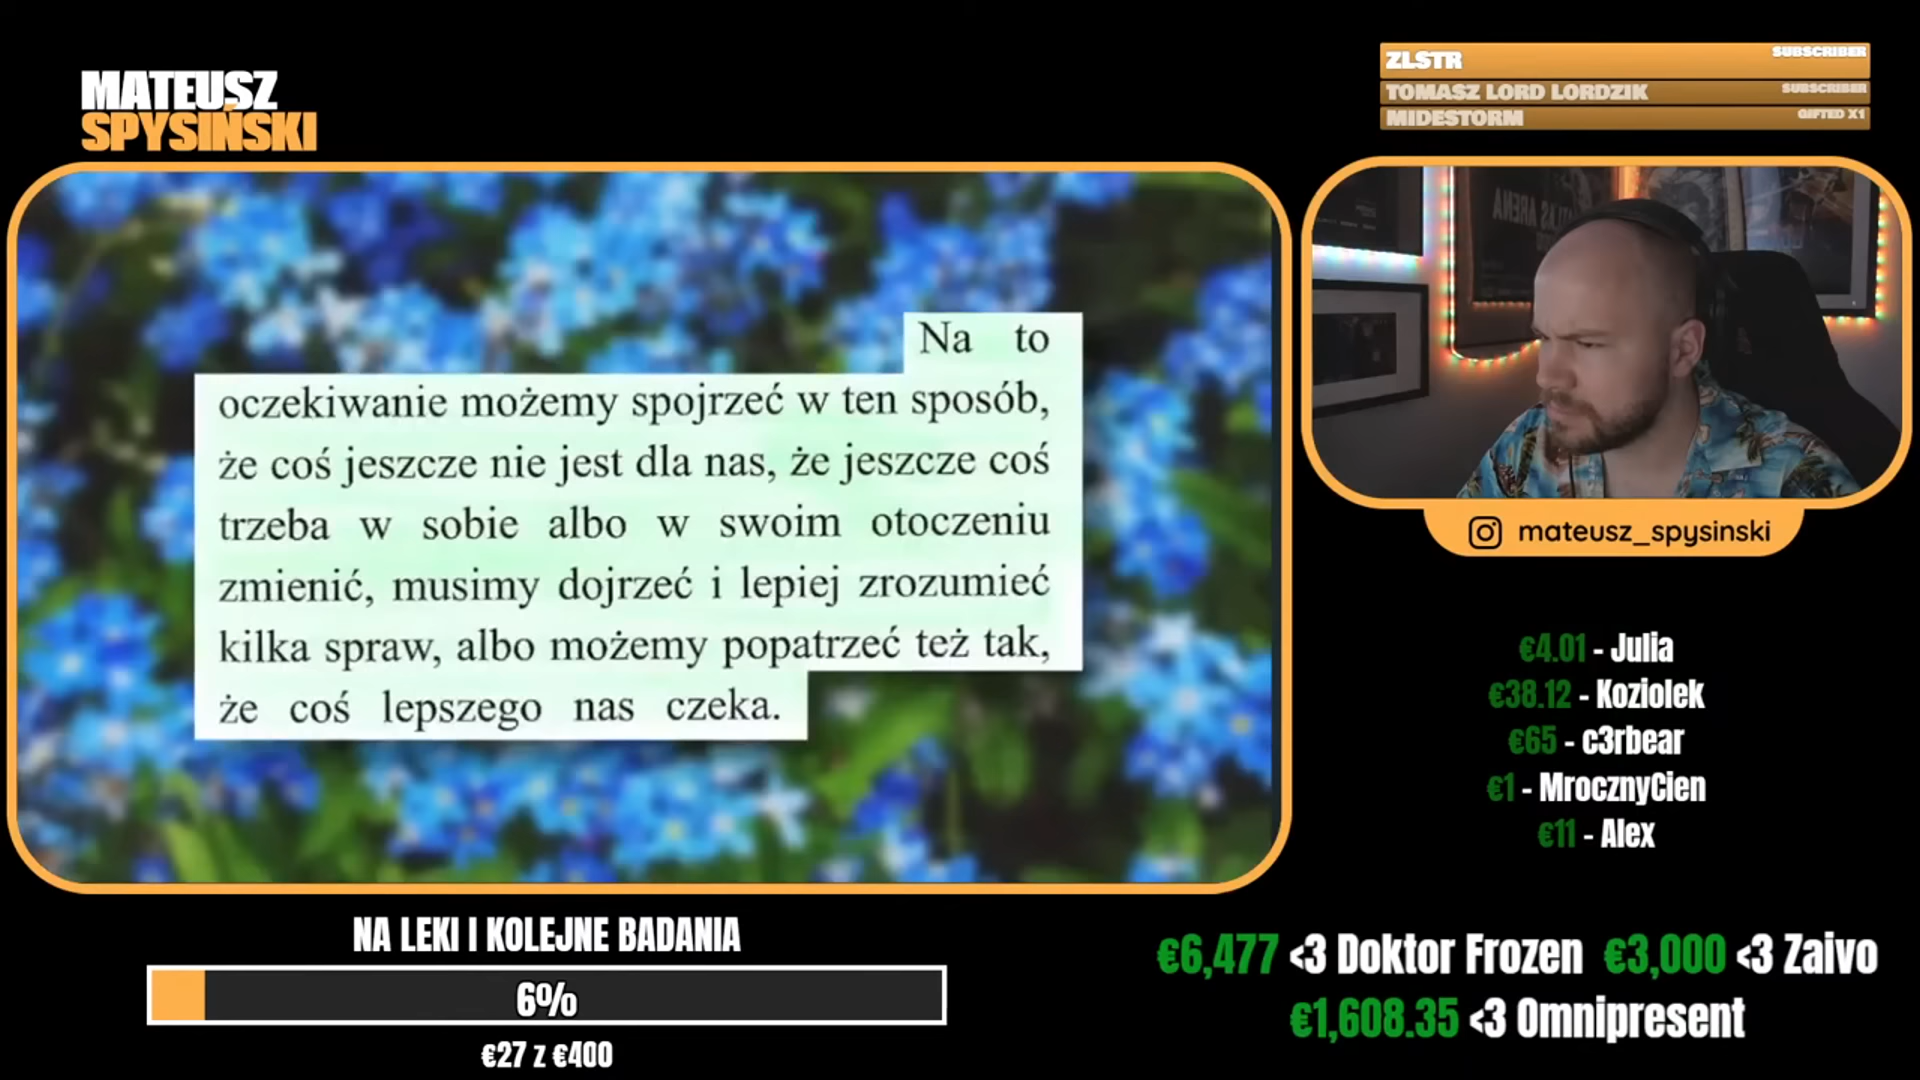 MATEUSZ
SPYSIŃSKI
ZLSTR SUBSCRIBER
TOMASZ LORD LORDZIK SUBSCRIBER
MIDESTORM GIFTED X1
Na to
oczekiwanie możemy spojrzeć w ten sposób,
że coś jeszcze nie jest dla nas, że jeszcze coś
trzeba w sobie albo w swoim otoczeniu
zmienić, musimy dojrzeć i lepiej zrozumieć
kilka spraw, albo możemy popatrzeć też tak,
że coś lepszego nas czeka.
ARENA
mateusz_spysinski
€4.01 - Julia
€38.12 - Koziolek
€65 - c3rbear
€1 - MrocznyCien
€11 - Alex
NA LEKI I KOLEJNE BADANIA
6%
€27 z €400
€6,477 <3 Doktor Frozen €3,000 <3 Zaivo
€1,608.35 <3 Omnipresent